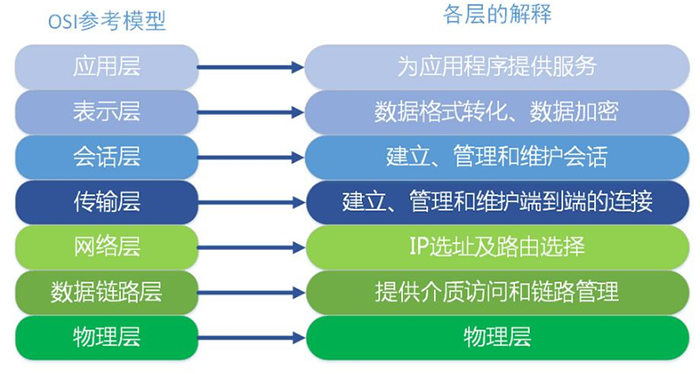 OSI参考模型
各层的解释
应用层
为应用程序提供服务
表示层
数据格式转化、数据加密
会话层
建立、管理和维护会话
传输层
建立、管理和维护端到端的连接
网络层
IP选址及路由选择
数据链路层
提供介质访问和链路管理
物理层
物理层